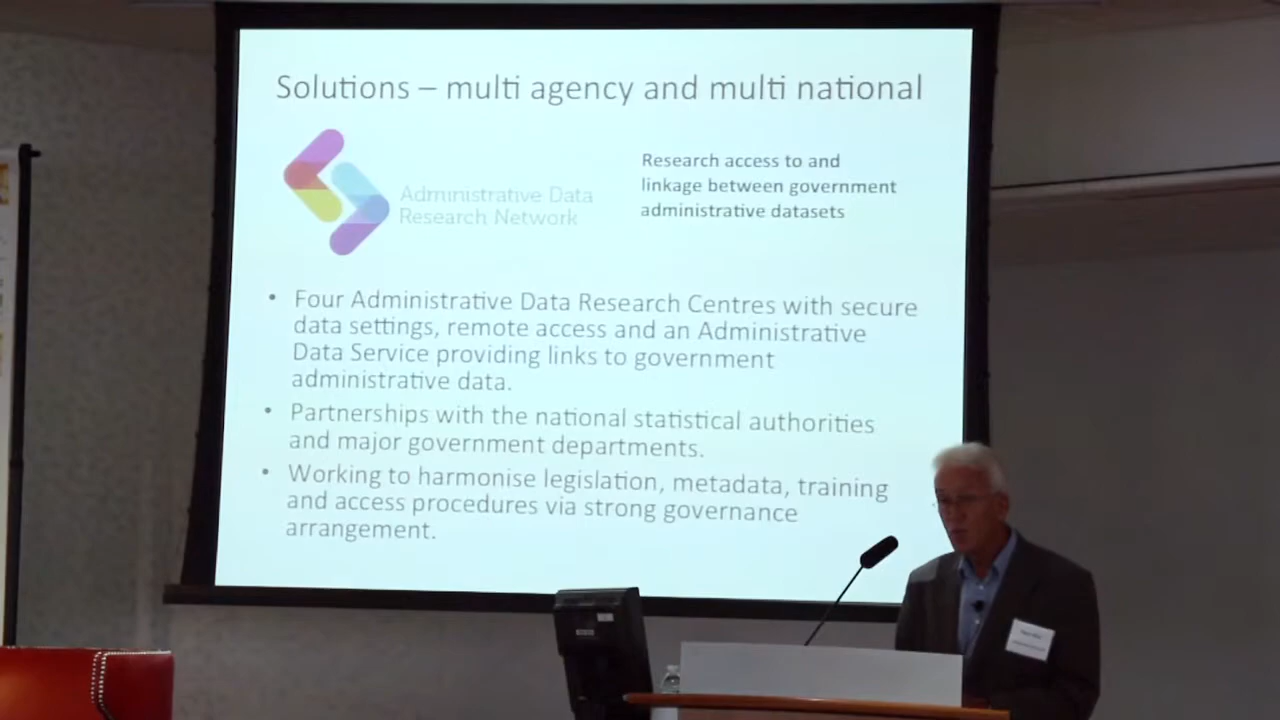 Solutions – multi agency and multi national
Administrative Data
Research Network
Research access to and
linkage between government
administrative datasets
• Four Administrative Data Research Centres with secure
data settings, remote access and an Administrative
Data Service providing links to government
administrative data.
• Partnerships with the national statistical authorities
and major government departments.
• Working to harmonise legislation, metadata, training
and access procedures via strong governance
arrangement.